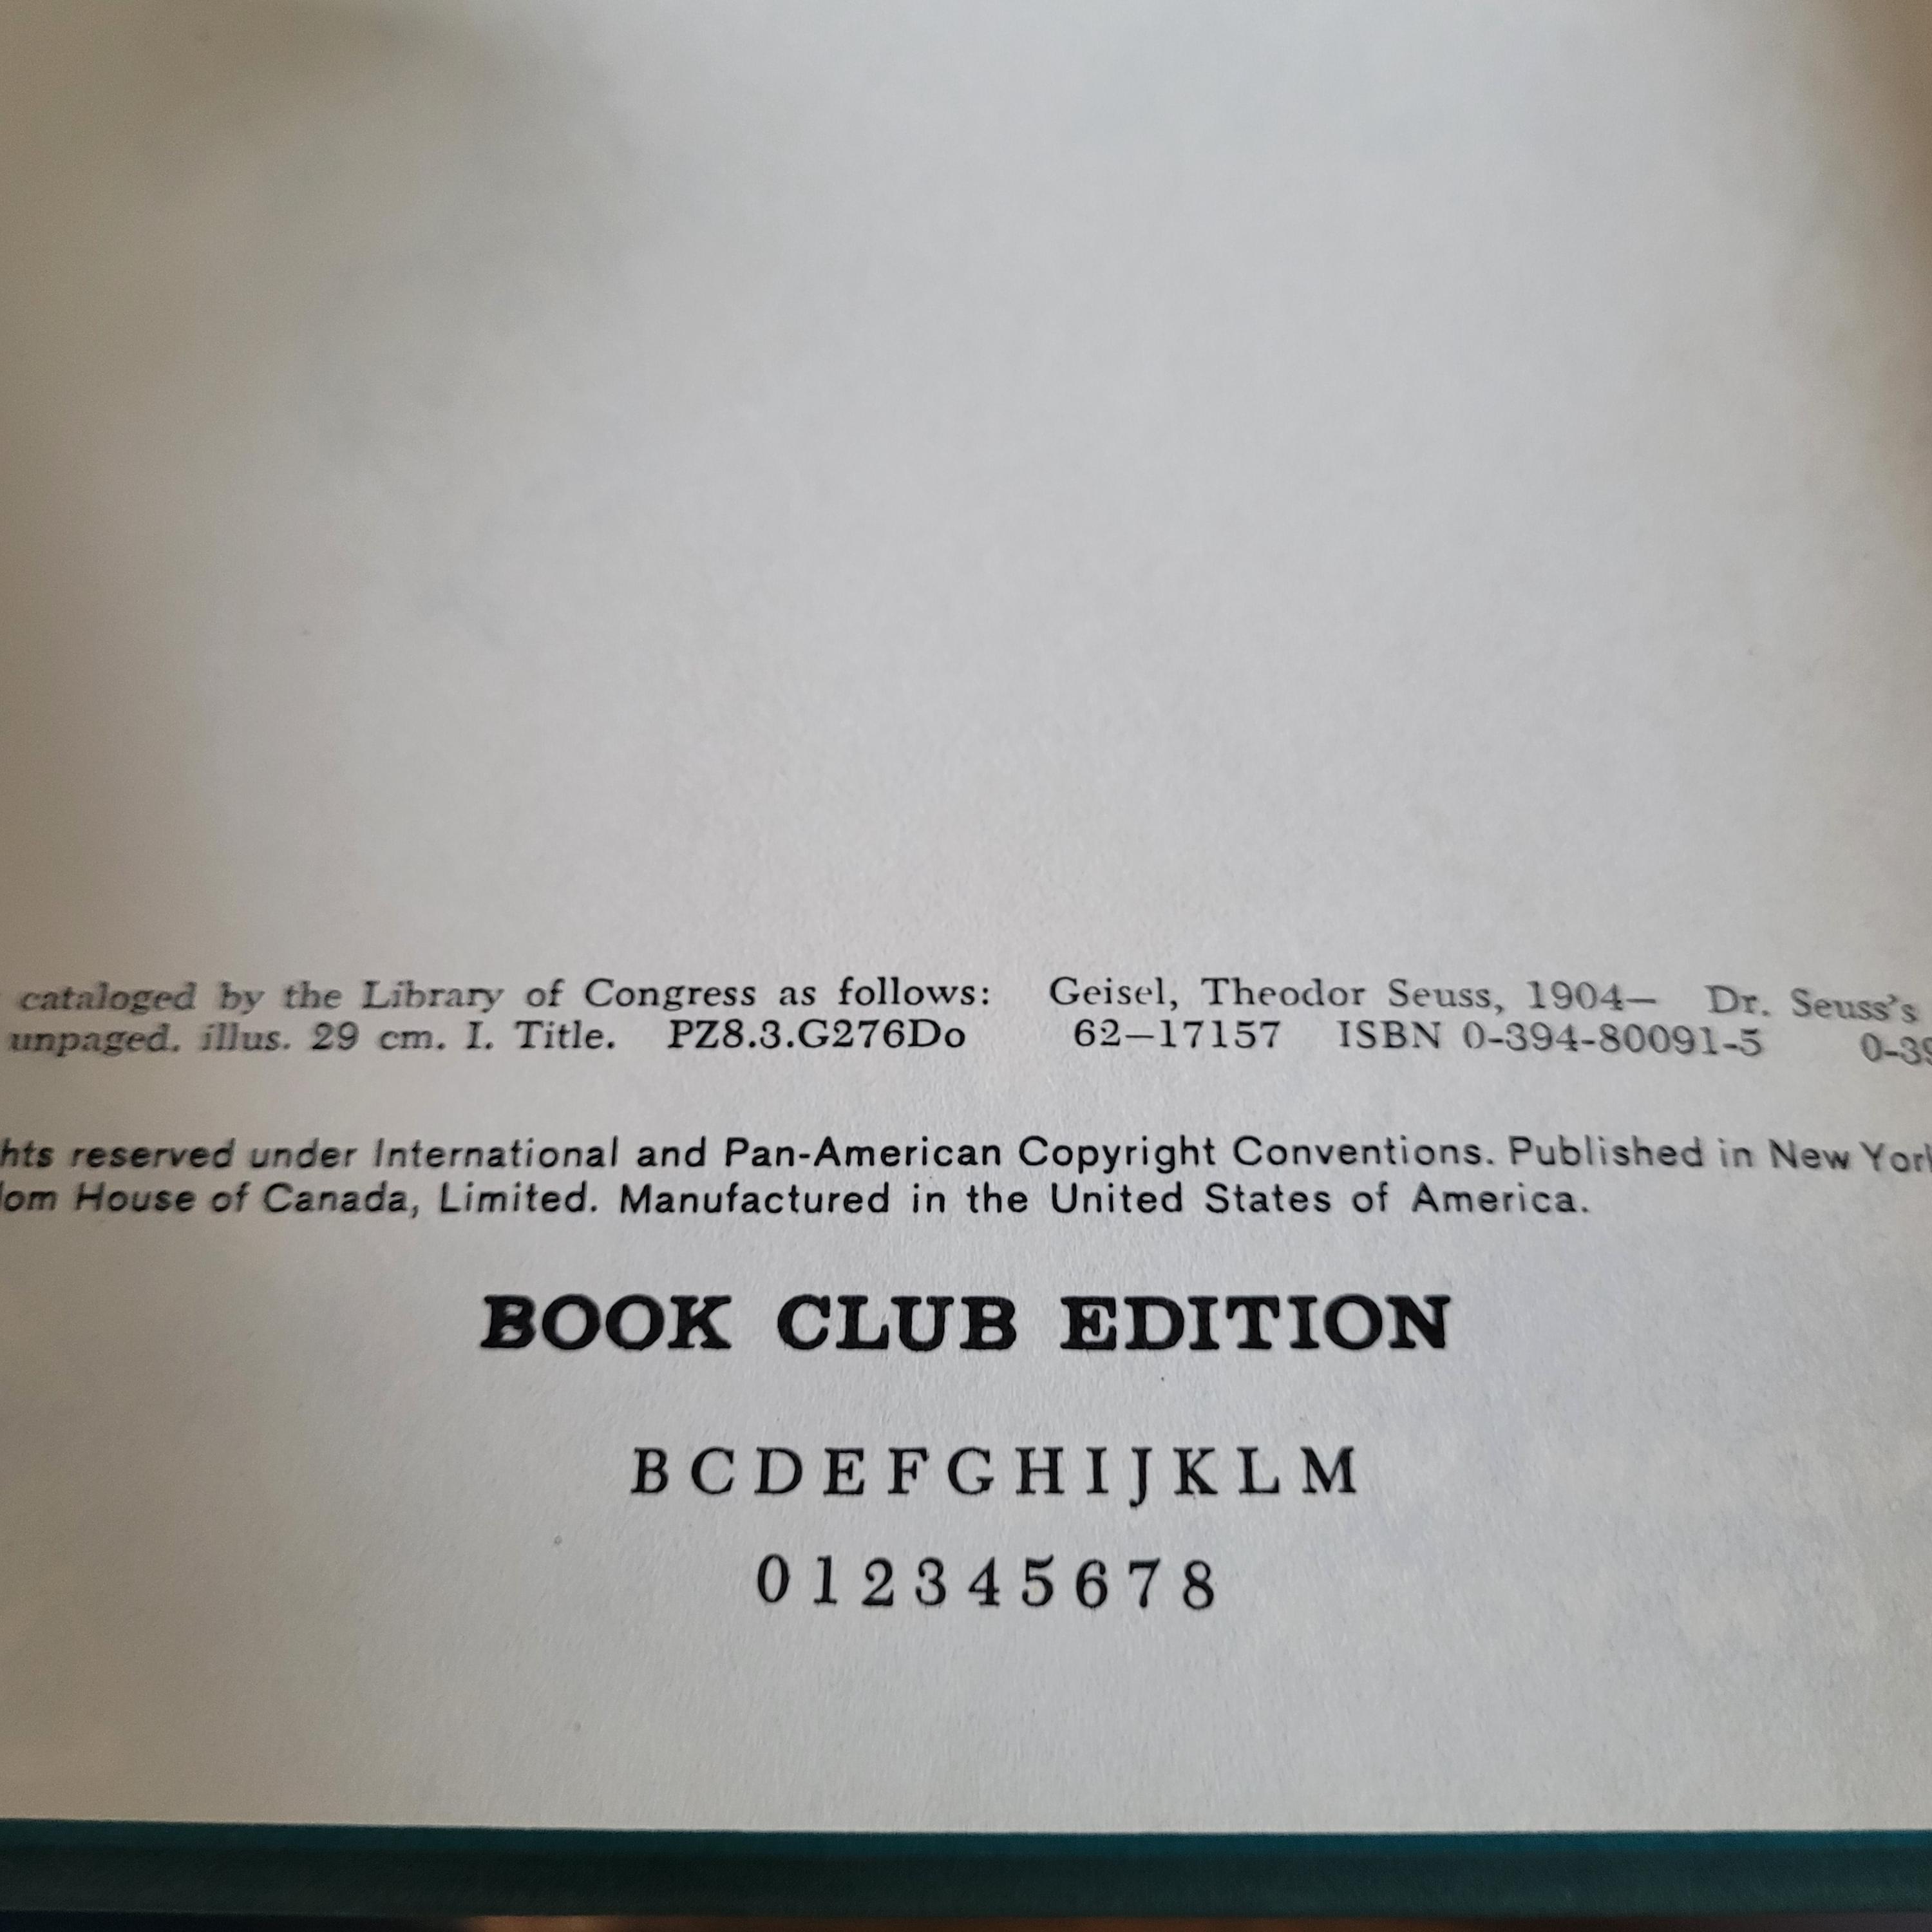 cataloged by the Library of Congress as follows: Geisel, Theodor Seuss, 1904– Dr. Seuss's
unpaged. illus. 29 cm. I. Title. PZ8.3.G276Do 62–17157 ISBN 0-394-80091-5 0-39
hts reserved under International and Pan-American Copyright Conventions. Published in New York
om House of Canada, Limited. Manufactured in the United States of America.
BOOK CLUB EDITION
B C D E F G H I J K L M
0 1 2 3 4 5 6 7 8